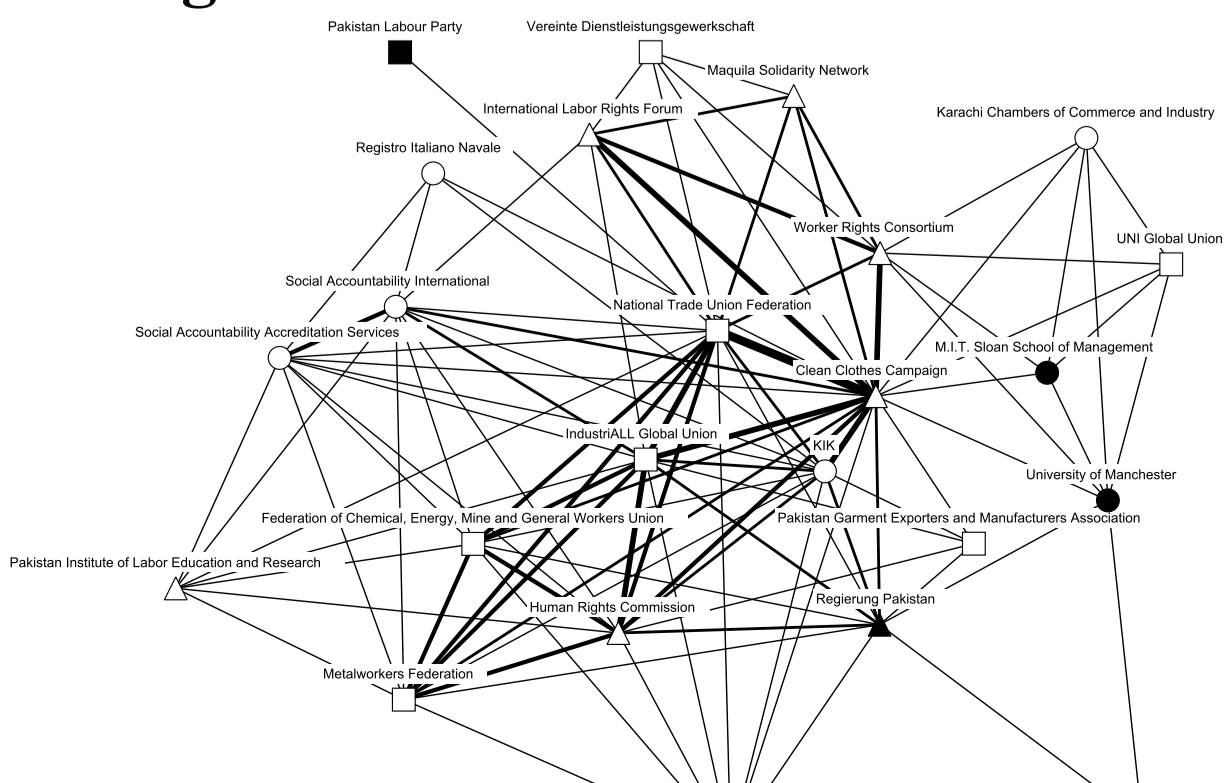 Pakistan Labour Party
Vereinte Dienstleistungsgewerkschaft
Maquila Solidarity Network
International Labor Rights Forum
Karachi Chambers of Commerce and Industry
Registro Italiano Navale
Worker Rights Consortium
UNI Global Union
Social Accountability International
National Trade Union Federation
Social Accountability Accreditation Services
M.I.T. Sloan School of Management
Clean Clothes Campaign
IndustriALL Global Union
KIK
University of Manchester
Federation of Chemical, Energy, Mine and General Workers Union
Pakistan Garment Exporters and Manufacturers Association
Pakistan Institute of Labor Education and Research
Regierung Pakistan
Human Rights Commission
Metalworkers Federation